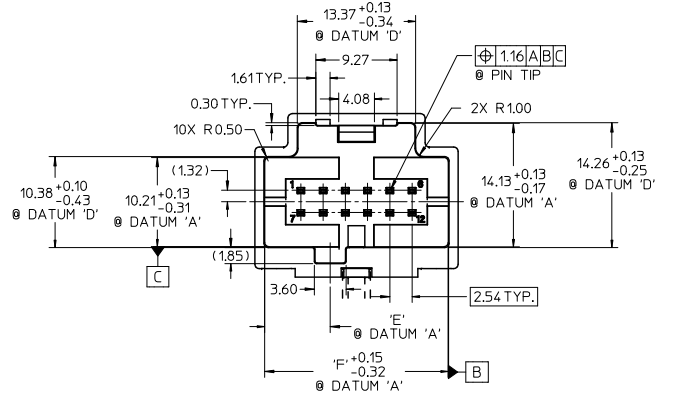 13.37 +0.13 -0.34
@ DATUM 'D'
9.27
⌖ 1.16 A B C
@ PIN TIP
1.61 TYP.
4.08
0.30 TYP.
2X R1.00
10X R0.50
(1.32)
1
6
7
12
10.38 +0.10 -0.43
@ DATUM 'D'
10.21 +0.13 -0.31
@ DATUM 'A'
14.13 +0.13 -0.17
@ DATUM 'A'
14.26 +0.13 -0.25
@ DATUM 'D'
C
(1.85)
3.60
2.54 TYP.
'E'
@ DATUM 'A'
'F' +0.15 -0.32
@ DATUM 'A'
B